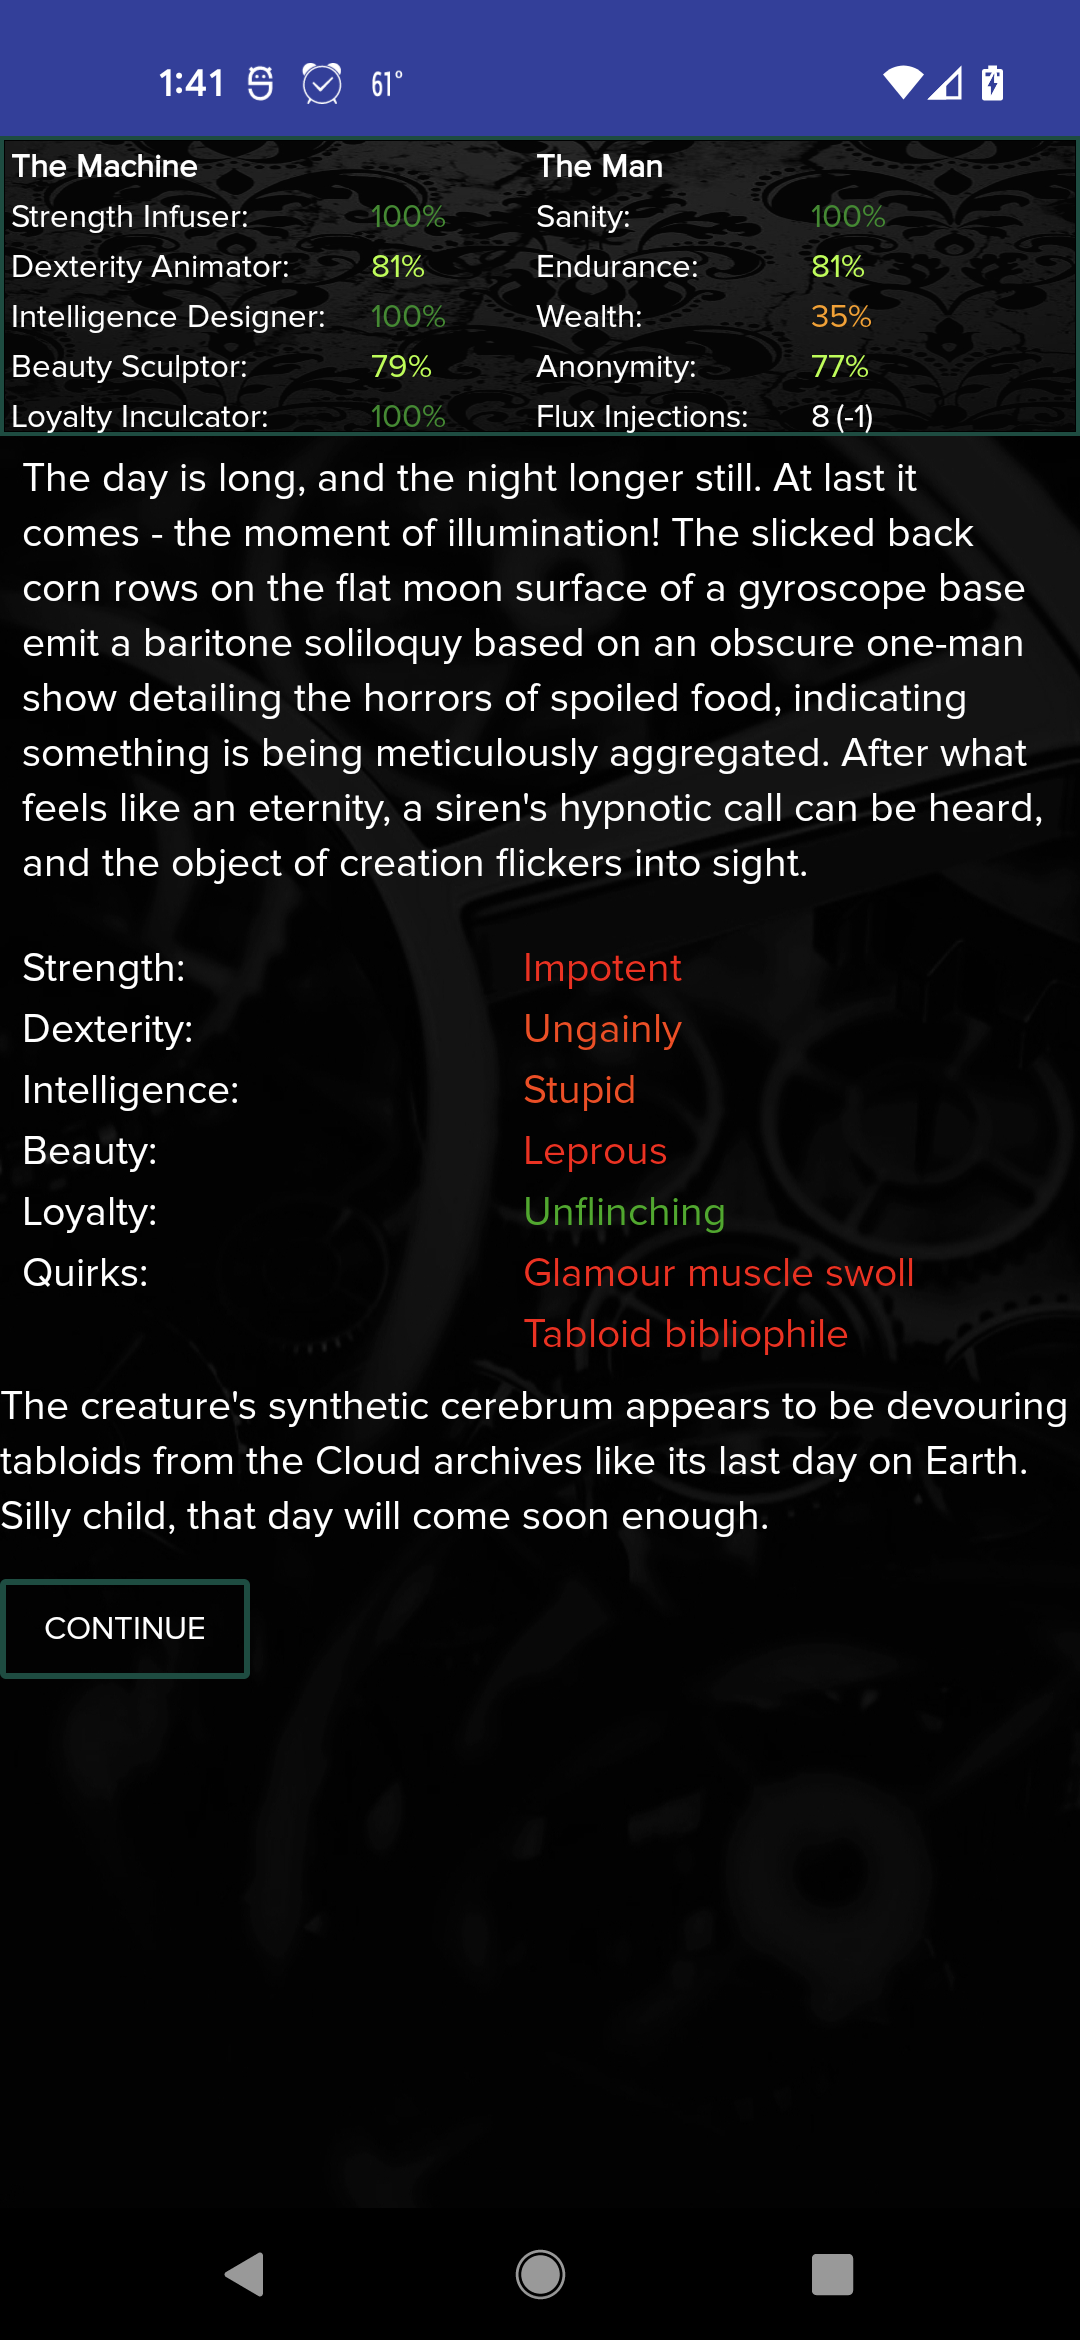 1:41 61°
The Machine The Man
Strength Infuser: 100% Sanity: 100%
Dexterity Animator: 81% Endurance: 81%
Intelligence Designer: 100% Wealth: 35%
Beauty Sculptor: 79% Anonymity: 77%
Loyalty Inculcator: 100% Flux Injections: 8 (-1)
The day is long, and the night longer still. At last it
comes - the moment of illumination! The slicked back
corn rows on the flat moon surface of a gyroscope base
emit a baritone soliloquy based on an obscure one-man
show detailing the horrors of spoiled food, indicating
something is being meticulously aggregated. After what
feels like an eternity, a siren's hypnotic call can be heard,
and the object of creation flickers into sight.
Strength: Impotent
Dexterity: Ungainly
Intelligence: Stupid
Beauty: Leprous
Loyalty: Unflinching
Quirks: Glamour muscle swoll
Tabloid bibliophile
The creature's synthetic cerebrum appears to be devouring
tabloids from the Cloud archives like its last day on Earth.
Silly child, that day will come soon enough.
CONTINUE